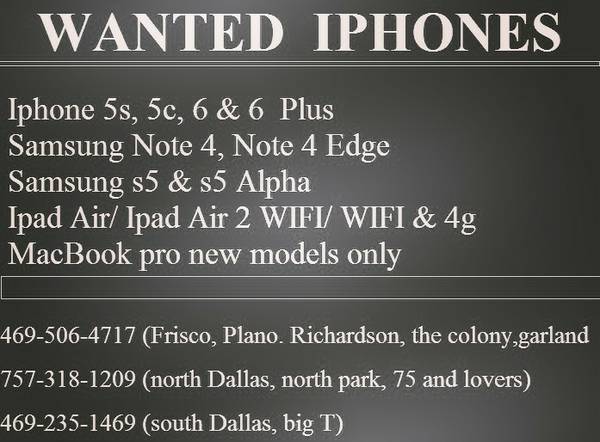 WANTED IPHONES
Iphone 5s, 5c, 6 & 6 Plus
Samsung Note 4, Note 4 Edge
Samsung s5 & s5 Alpha
Ipad Air/ Ipad Air 2 WIFI/ WIFI & 4g
MacBook pro new models only
469-506-4717 (Frisco, Plano. Richardson, the colony,garland
757-318-1209 (north Dallas, north park, 75 and lovers)
469-235-1469 (south Dallas, big T)